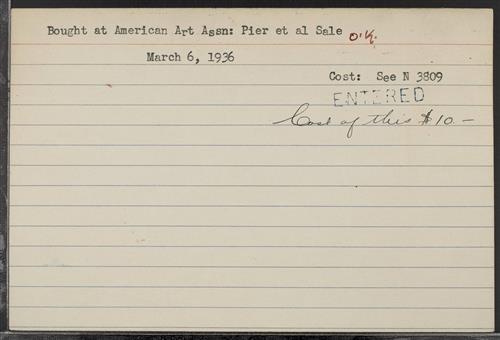 Bought at American Art Assn: Pier et al Sale O.K.
March 6, 1936
Cost: See N 3809
ENTERED
Cost of this $10.-